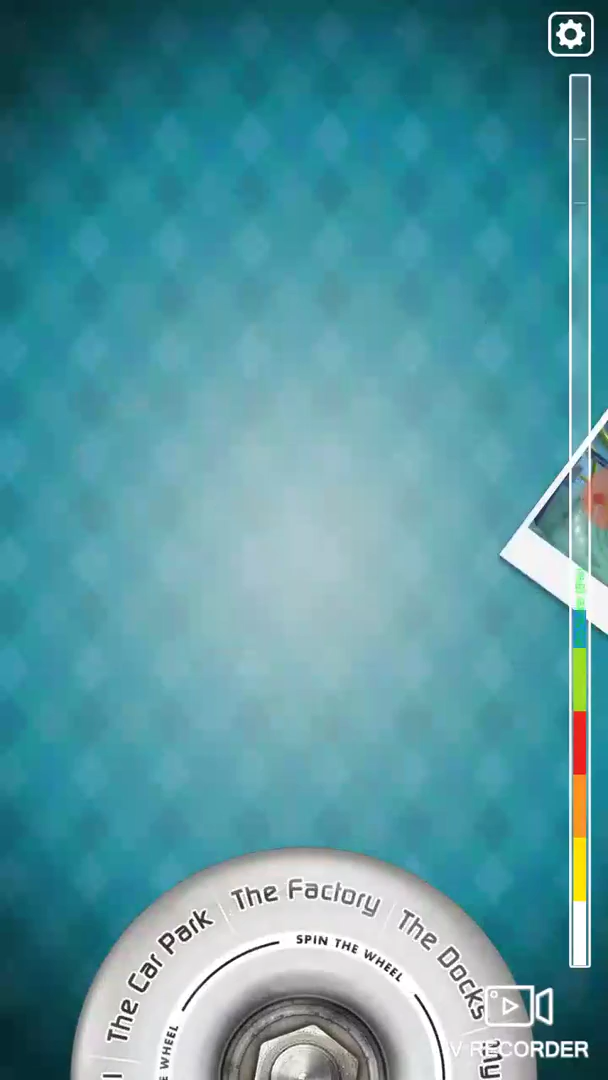 The Car Park
The Factory
The Docks
SPIN THE WHEEL
E WHEEL
V RECORDER